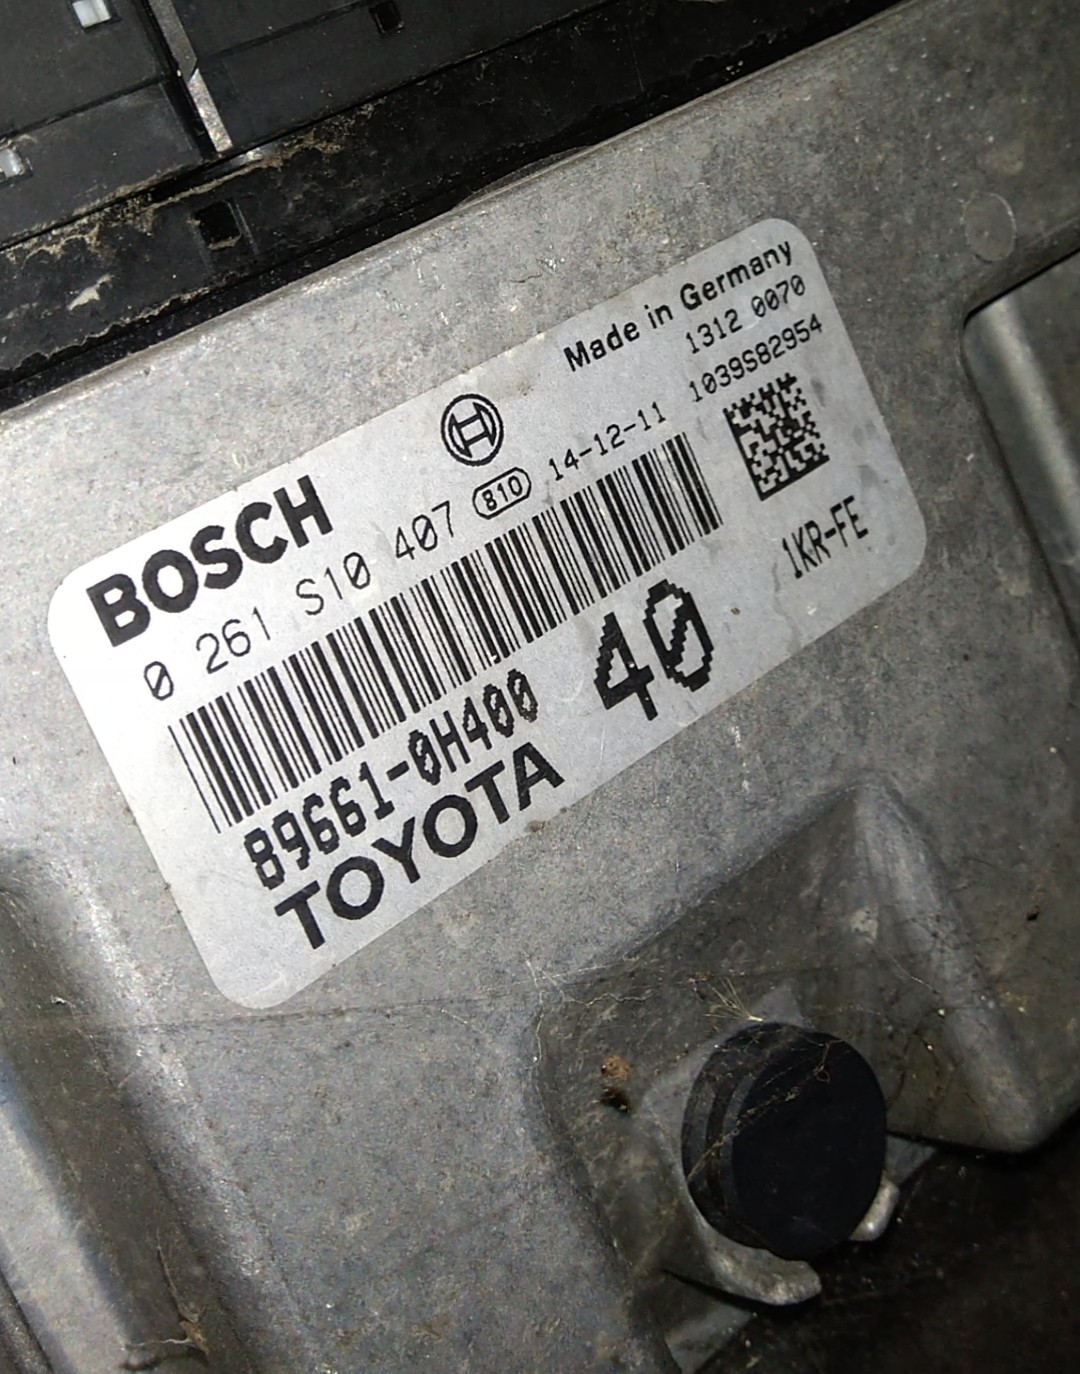 Made in Germany
1312 0070
1039S82954
BOSCH
0 261 S10 407 810 14-12-11
1KR-FE
89661-0H400 40
TOYOTA